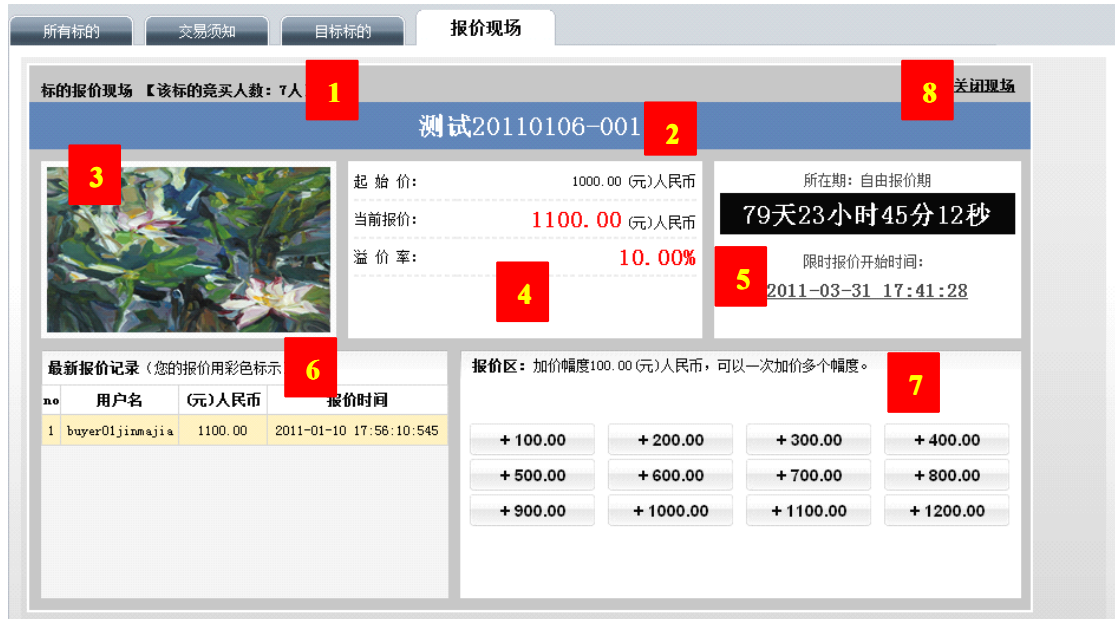 所有标的 交易须知 目标标的 报价现场
标的报价现场 【该标的竞买人数: 7人 1 8 关闭现场
测试20110106-001 2
3
起 始 价: 1000.00 (元)人民币
当前报价: 1100.00 (元)人民币
溢 价 率: 10.00%
4
所在期: 自由报价期
79天23小时45分12秒
限时报价开始时间:
5
2011-03-31 17:41:28
最新报价记录 (您的报价用彩色标示 6
no 用户名 (元)人民币 报价时间
1 buyer01jinmajia 1100.00 2011-01-10 17:56:10:545
报价区: 加价幅度100.00(元)人民币，可以一次加价多个幅度。
7
+ 100.00 + 200.00 + 300.00 + 400.00
+ 500.00 + 600.00 + 700.00 + 800.00
+ 900.00 + 1000.00 + 1100.00 + 1200.00